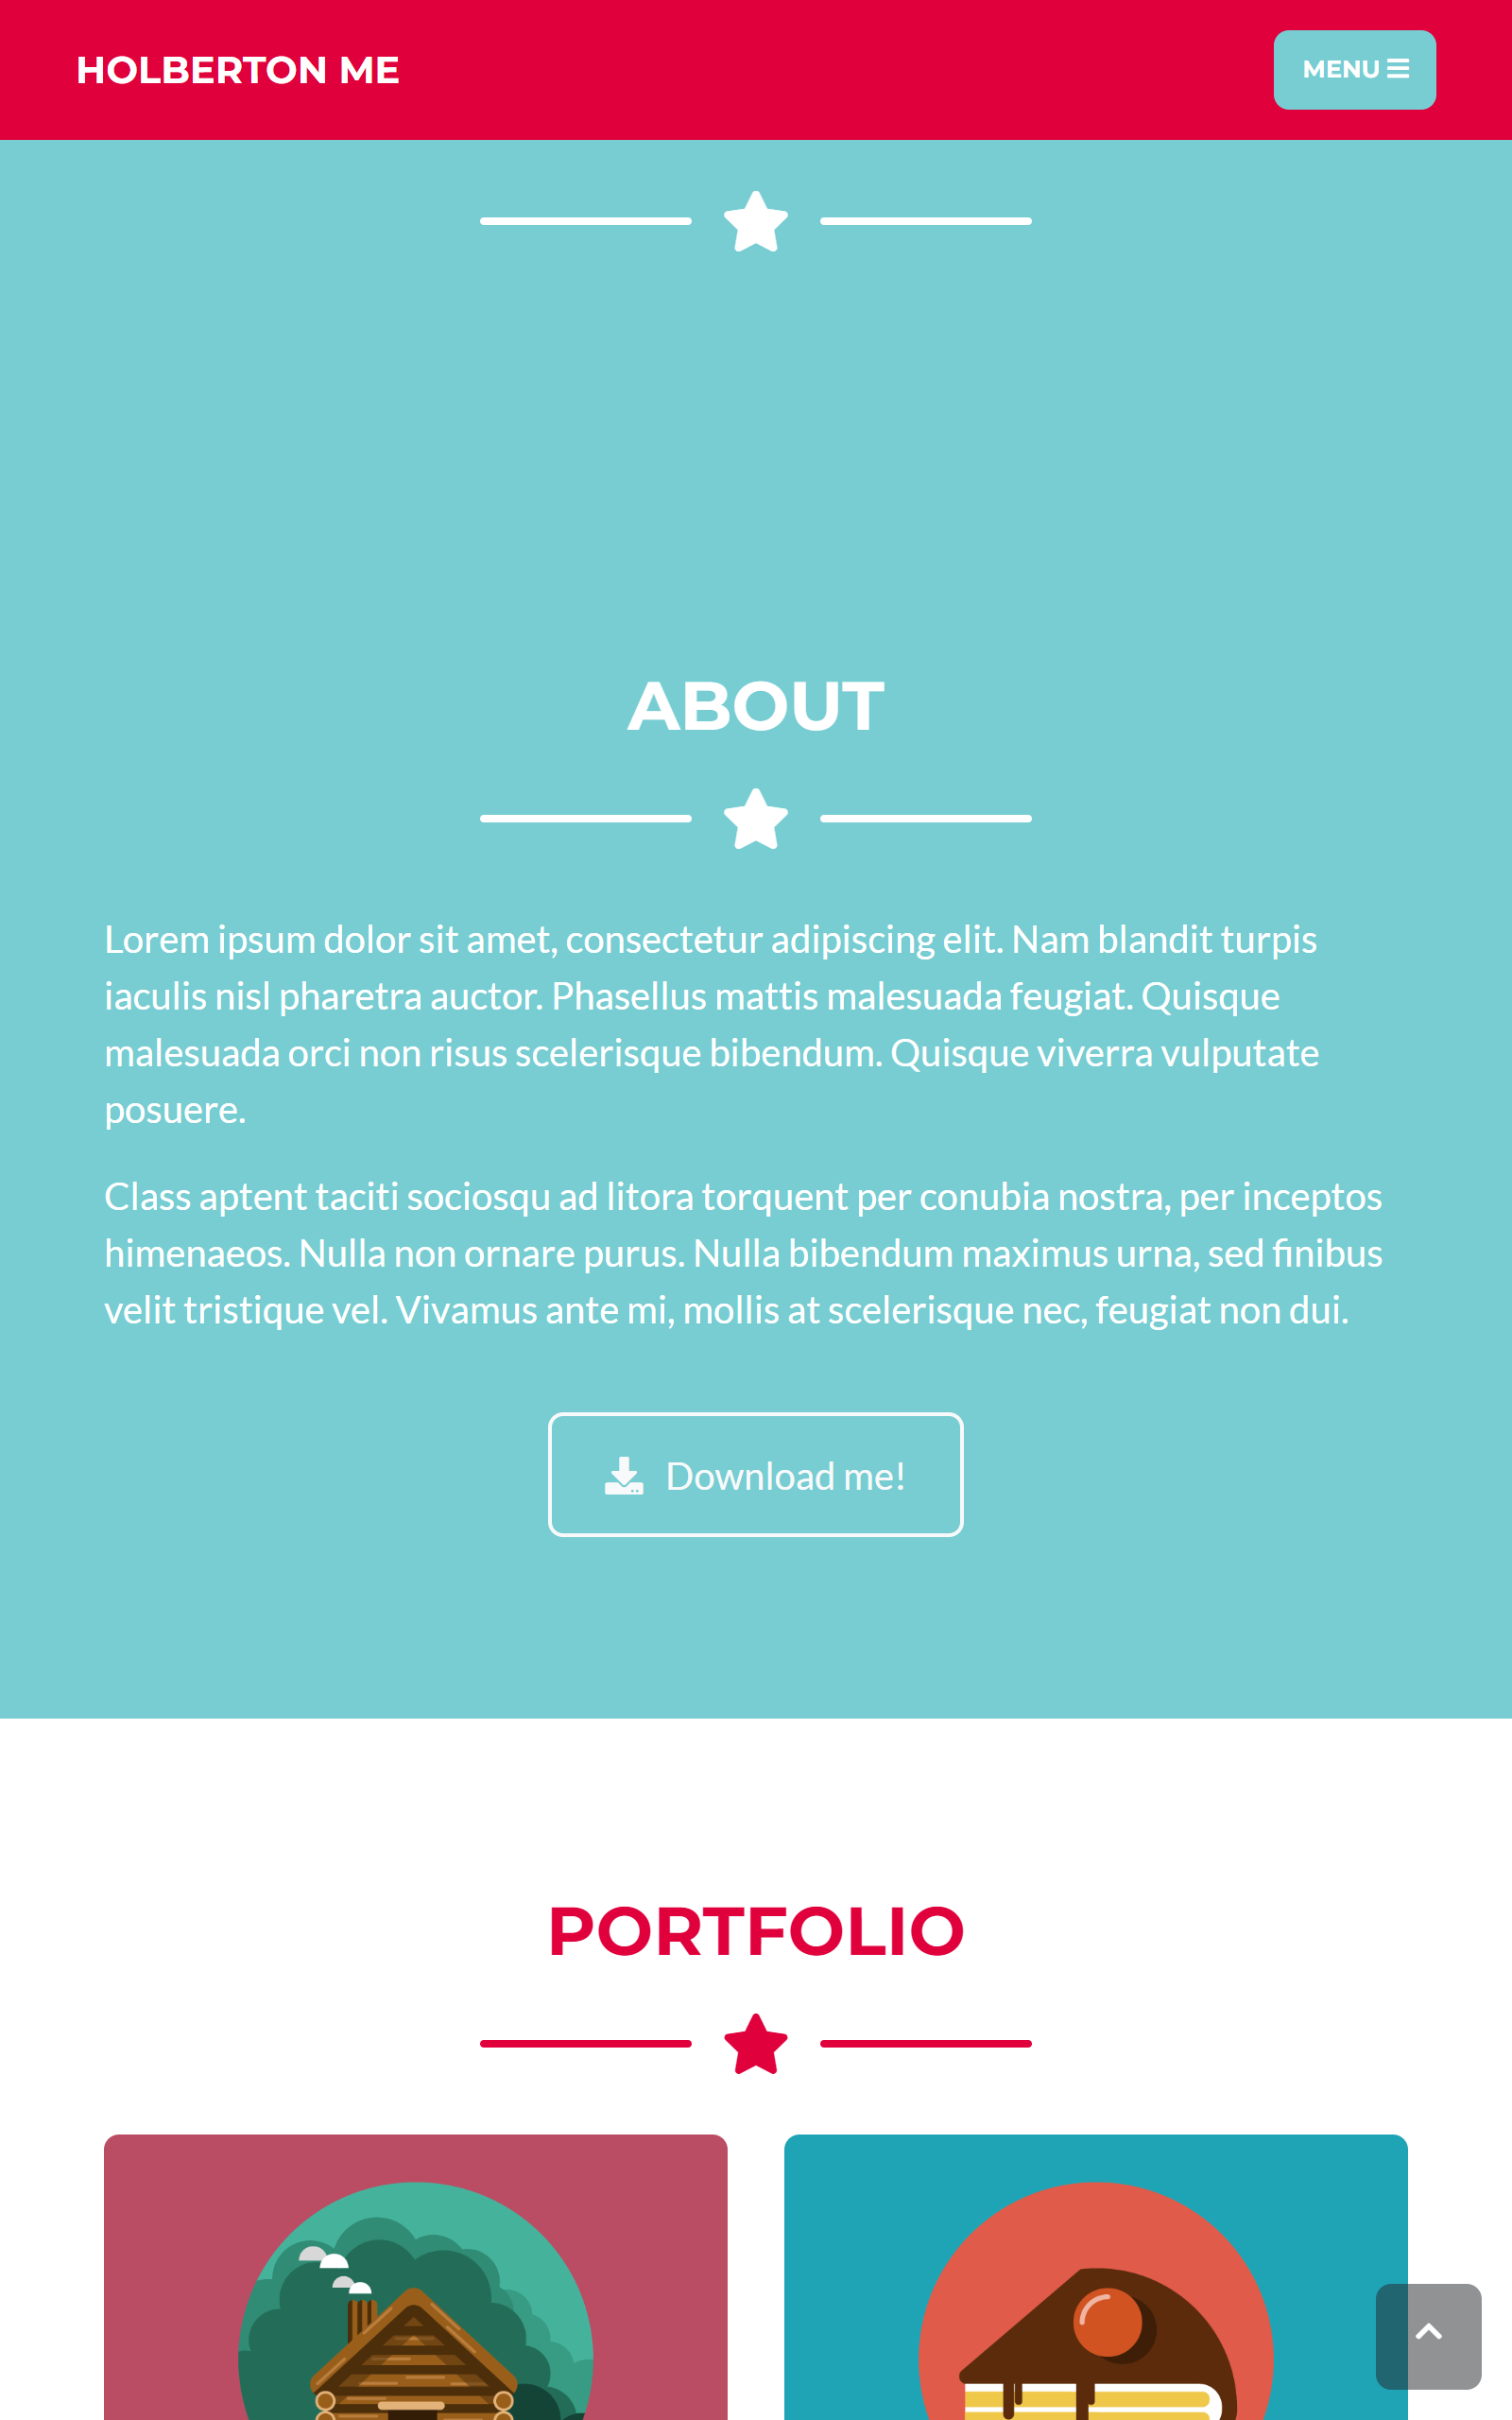 HOLBERTON ME
MENU
ABOUT
Lorem ipsum dolor sit amet, consectetur adipiscing elit. Nam blandit turpis
iaculis nisl pharetra auctor. Phasellus mattis malesuada feugiat. Quisque
malesuada orci non risus scelerisque bibendum. Quisque viverra vulputate
posuere.
Class aptent taciti sociosqu ad litora torquent per conubia nostra, per inceptos
himenaeos. Nulla non ornare purus. Nulla bibendum maximus urna, sed finibus
velit tristique vel. Vivamus ante mi, mollis at scelerisque nec, feugiat non dui.
Download me!
PORTFOLIO